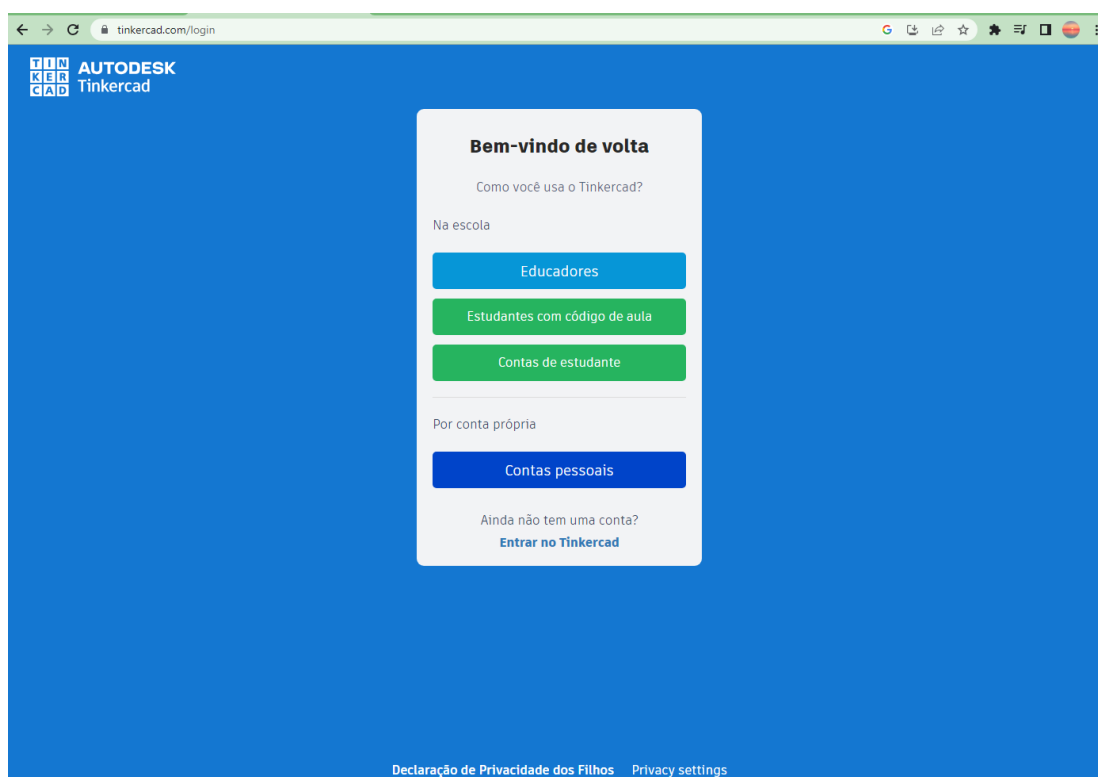 tinkercad.com/login
TIN
KER
CAD
AUTODESK
Tinkercad
Bem-vindo de volta
Como você usa o Tinkercad?
Na escola
Educadores
Estudantes com código de aula
Contas de estudante
Por conta própria
Contas pessoais
Ainda não tem uma conta?
Entrar no Tinkercad
Declaração de Privacidade dos Filhos Privacy settings